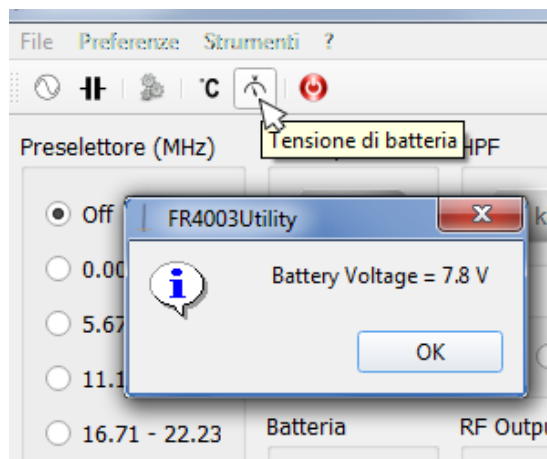 File Preferenze Strumenti ?
°C
Tensione di batteria
Preselettore (MHz)
HPF
Off
FR4003Utility
0.00
Battery Voltage = 7.8 V
5.67
OK
11.1
16.71 - 22.23
Batteria
RF Outp